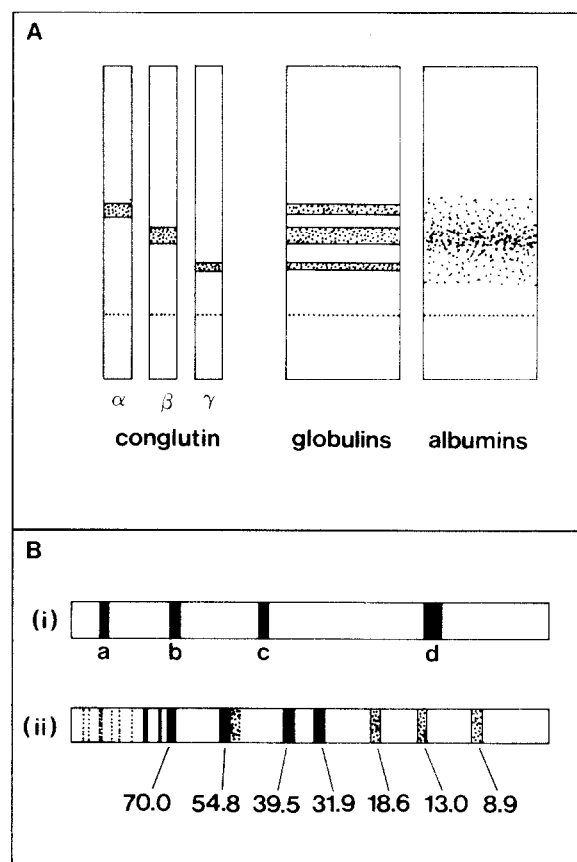 A
α β γ
conglutin globulins albumins
B
(i)
a b c d
(ii)
70.0 54.8 39.5 31.9 18.6 13.0 8.9